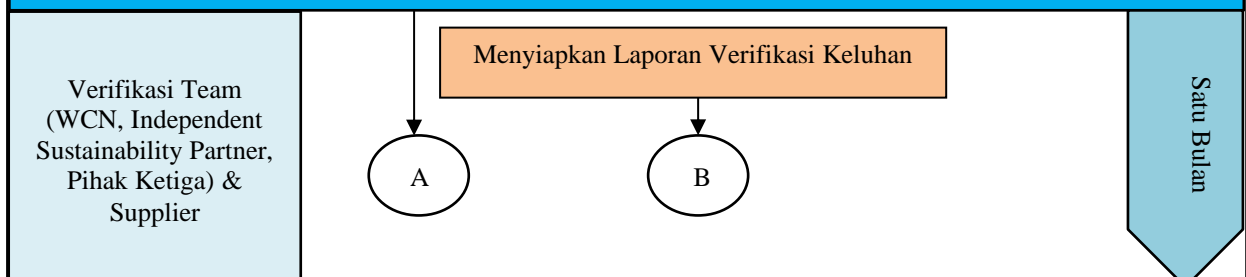 Verifikasi Team
(WCN, Independent
Sustainability Partner,
Pihak Ketiga) &
Supplier
Menyiapkan Laporan Verifikasi Keluhan
A
B
Satu Bulan